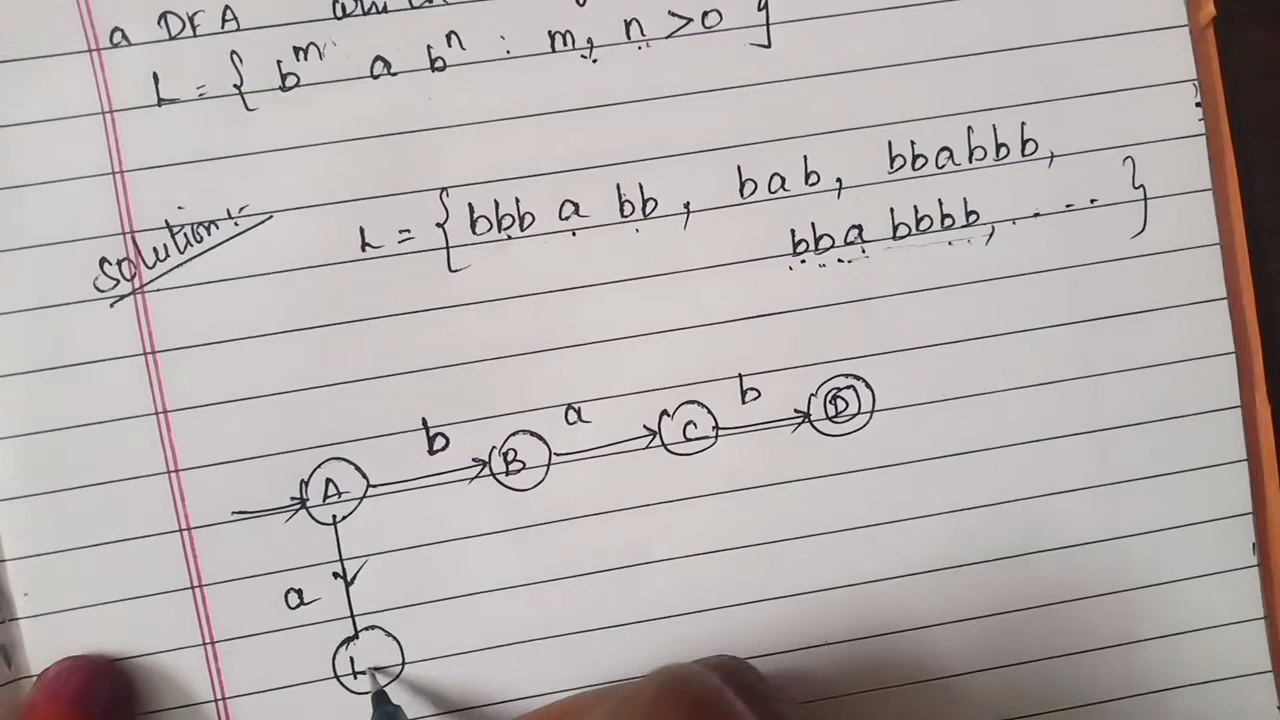 a DFA
L = { b^m a b^n : m, n > 0 }
solution:-
L = { bbb a bb, bab, bbabbb,
bba bbbb, ..... }
b a b D
A B C
a